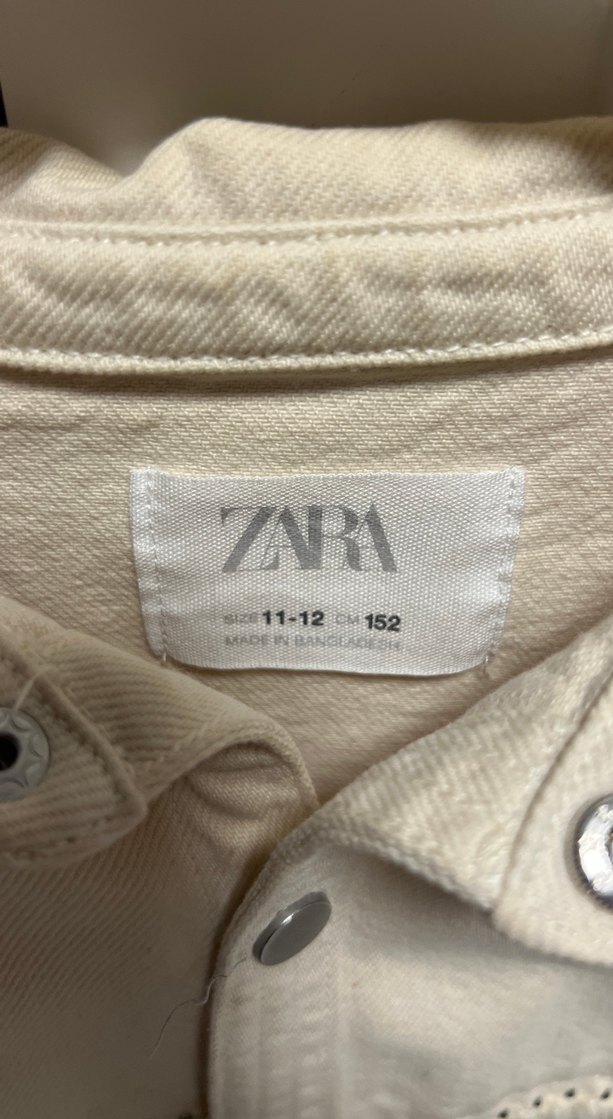 ZARA
SIZE 11-12 CM 152
MADE IN BANGLADESH